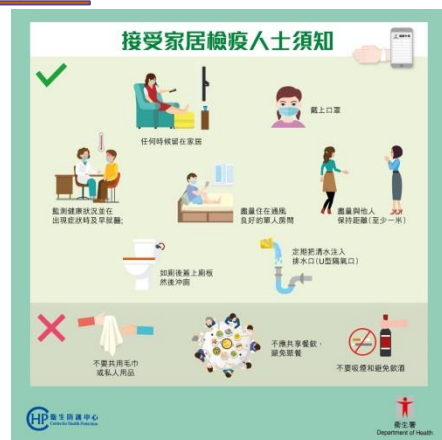 接受家居檢疫人士須知
任何時候留在家居
戴上口罩
監測健康狀況並在
出現症狀時及早就醫;
盡量住在通風
良好的單人房間
盡量與他人
保持距離(至少一米)
如廁後蓋上廁板
然後沖廁
定期把清水注入
排水口(U型隔氣口)
不要共用毛巾
或私人用品
不應共享餐飲,
避免聚餐
不要吸煙和避免飲酒
CHP 衞生防護中心
Centre for Health Protection
衞生署
Department of Health